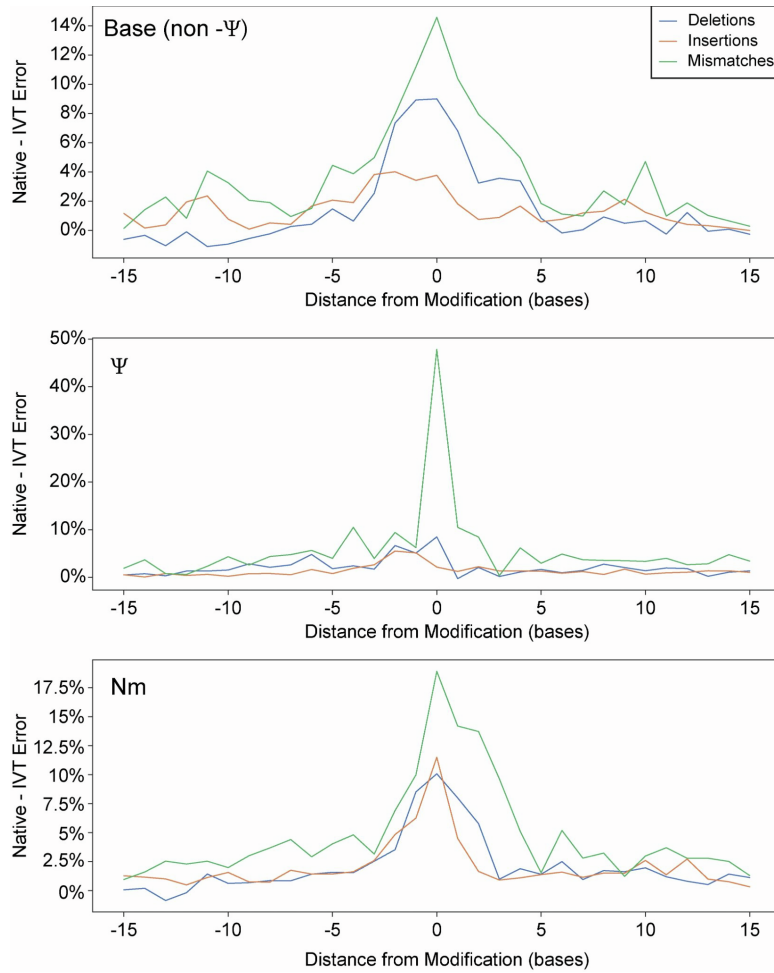 Base (non -Ψ)
Deletions
Insertions
Mismatches
Native - IVT Error
14%
12%
10%
8%
6%
4%
2%
0%
-15 -10 -5 0 5 10 15
Distance from Modification (bases)
Ψ
Native - IVT Error
50%
40%
30%
20%
10%
0%
-15 -10 -5 0 5 10 15
Distance from Modification (bases)
Nm
Native - IVT Error
17.5%
15%
12.5%
10%
7.5%
5%
2.5%
0%
-15 -10 -5 0 5 10 15
Distance from Modification (bases)